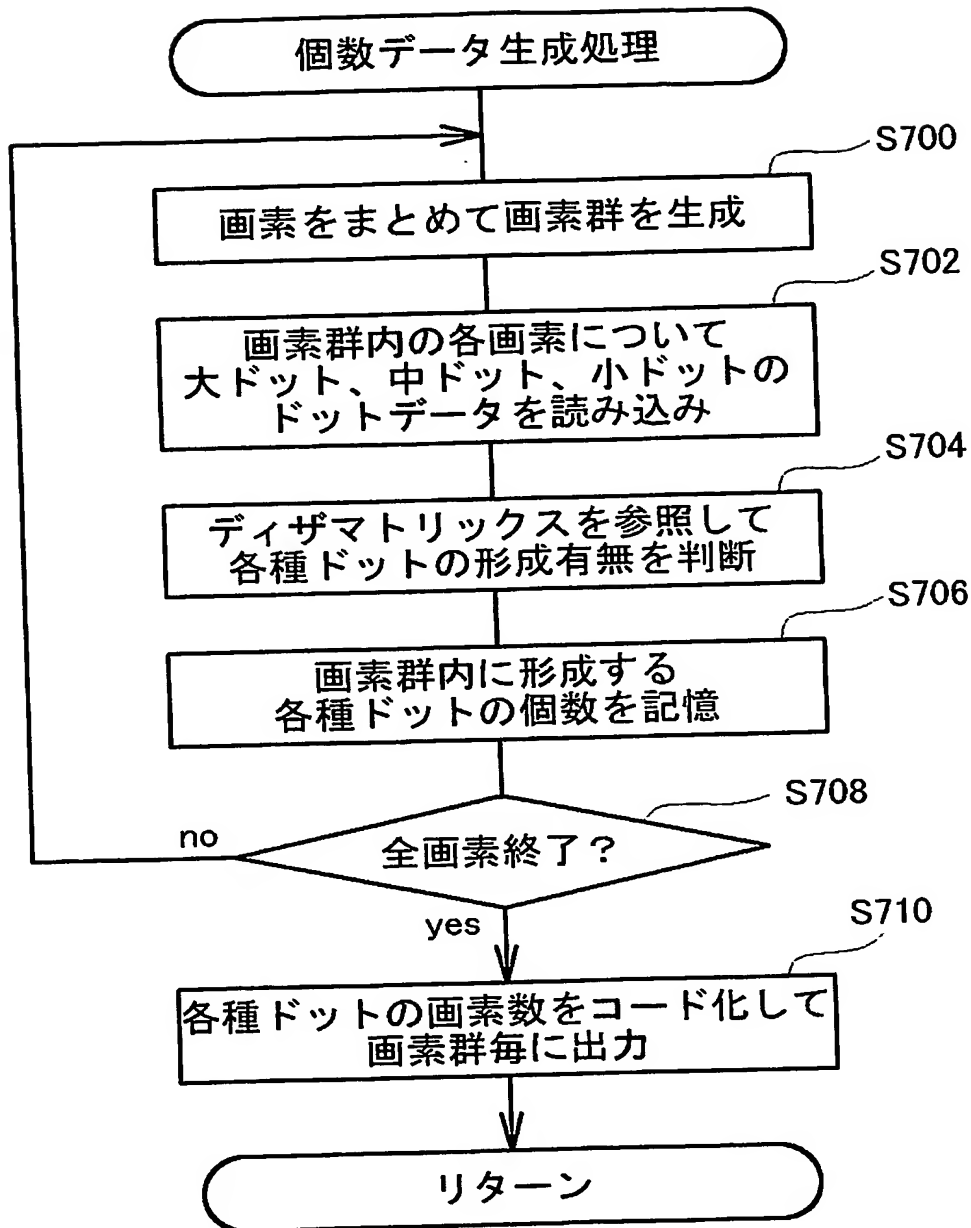 個数データ生成処理
S700
画素をまとめて画素群を生成
S702
画素群内の各画素について
大ドット、中ドット、小ドットの
ドットデータを読み込み
S704
ディザマトリックスを参照して
各種ドットの形成有無を判断
S706
画素群内に形成する
各種ドットの個数を記憶
S708
no
全画素終了？
yes
S710
各種ドットの画素数をコード化して
画素群毎に出力
リターン